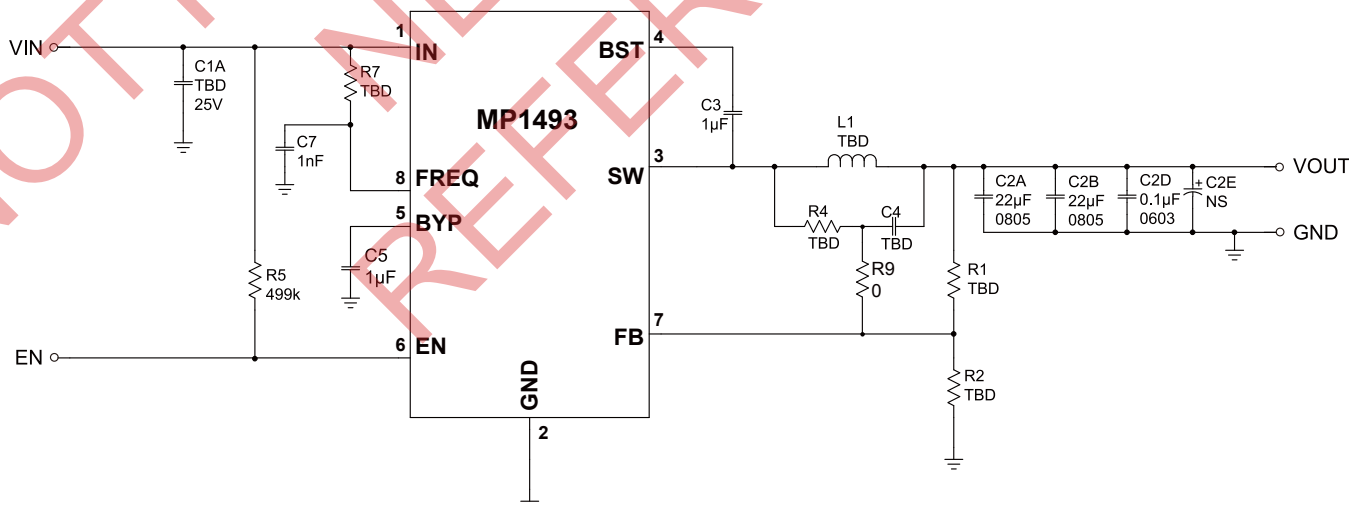 NOT
NE
REFER
VIN
C1A
TBD
25V
R7
TBD
C7
1nF
C5
1µF
R5
499k
EN
1
IN
8
FREQ
5
BYP
6
EN
MP1493
GND
2
4
BST
3
SW
7
FB
C3
1µF
L1
TBD
R4
TBD
C4
TBD
R9
0
R1
TBD
R2
TBD
C2A
22µF
0805
C2B
22µF
0805
C2D
0.1µF
0603
+ C2E
NS
VOUT
GND